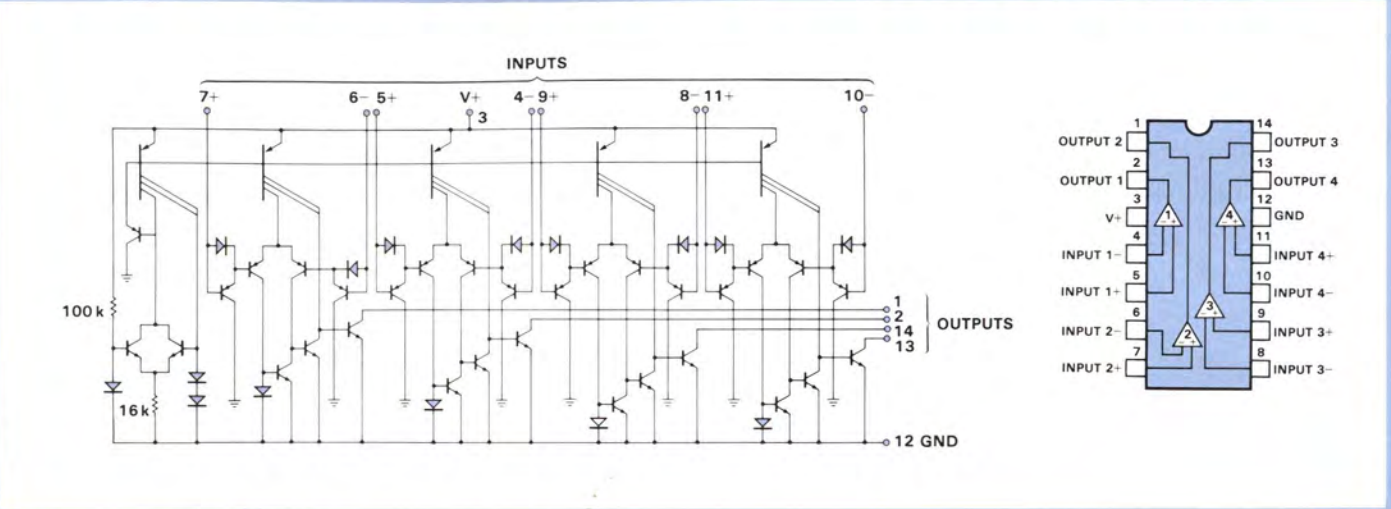 INPUTS
7+ 6− 5+ V+ 4− 9+ 8− 11+ 10−
3
100 k
16 k
1
2
14
13
OUTPUTS
12 GND
1 14
OUTPUT 2 OUTPUT 3
2 13
OUTPUT 1 OUTPUT 4
3 12
V+ GND
1 4
− + − +
4 11
INPUT 1− INPUT 4+
5 10
INPUT 1+ INPUT 4−
3
− +
6 9
INPUT 2− INPUT 3+
2
− +
7 8
INPUT 2+ INPUT 3−